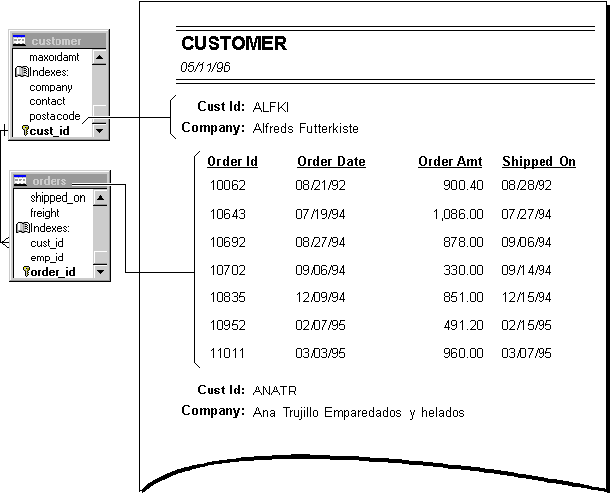 customer
maxordamt
Indexes:
company
contact
postacode
cust_id
orders
shipped_on
freight
Indexes:
cust_id
emp_id
order_id
CUSTOMER
05/11/96
Cust Id: ALFKI
Company: Alfreds Futterkiste
Order Id Order Date Order Amt Shipped_On
10062 08/21/92 900.40 08/28/92
10643 07/19/94 1,086.00 07/27/94
10692 08/27/94 878.00 09/06/94
10702 09/06/94 330.00 09/14/94
10835 12/09/94 851.00 12/15/94
10952 02/07/95 491.20 02/15/95
11011 03/03/95 960.00 03/07/95
Cust Id: ANATR
Company: Ana Trujillo Emparedados y helados